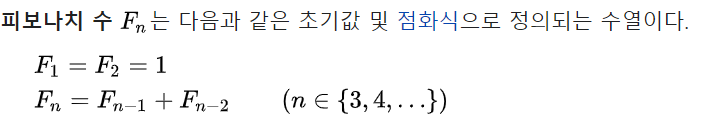 피보나치 수 Fₙ는 다음과 같은 초기값 및 점화식으로 정의되는 수열이다.
F₁ = F₂ = 1
Fₙ = Fₙ₋₁ + Fₙ₋₂ (n ∈ {3, 4, …})